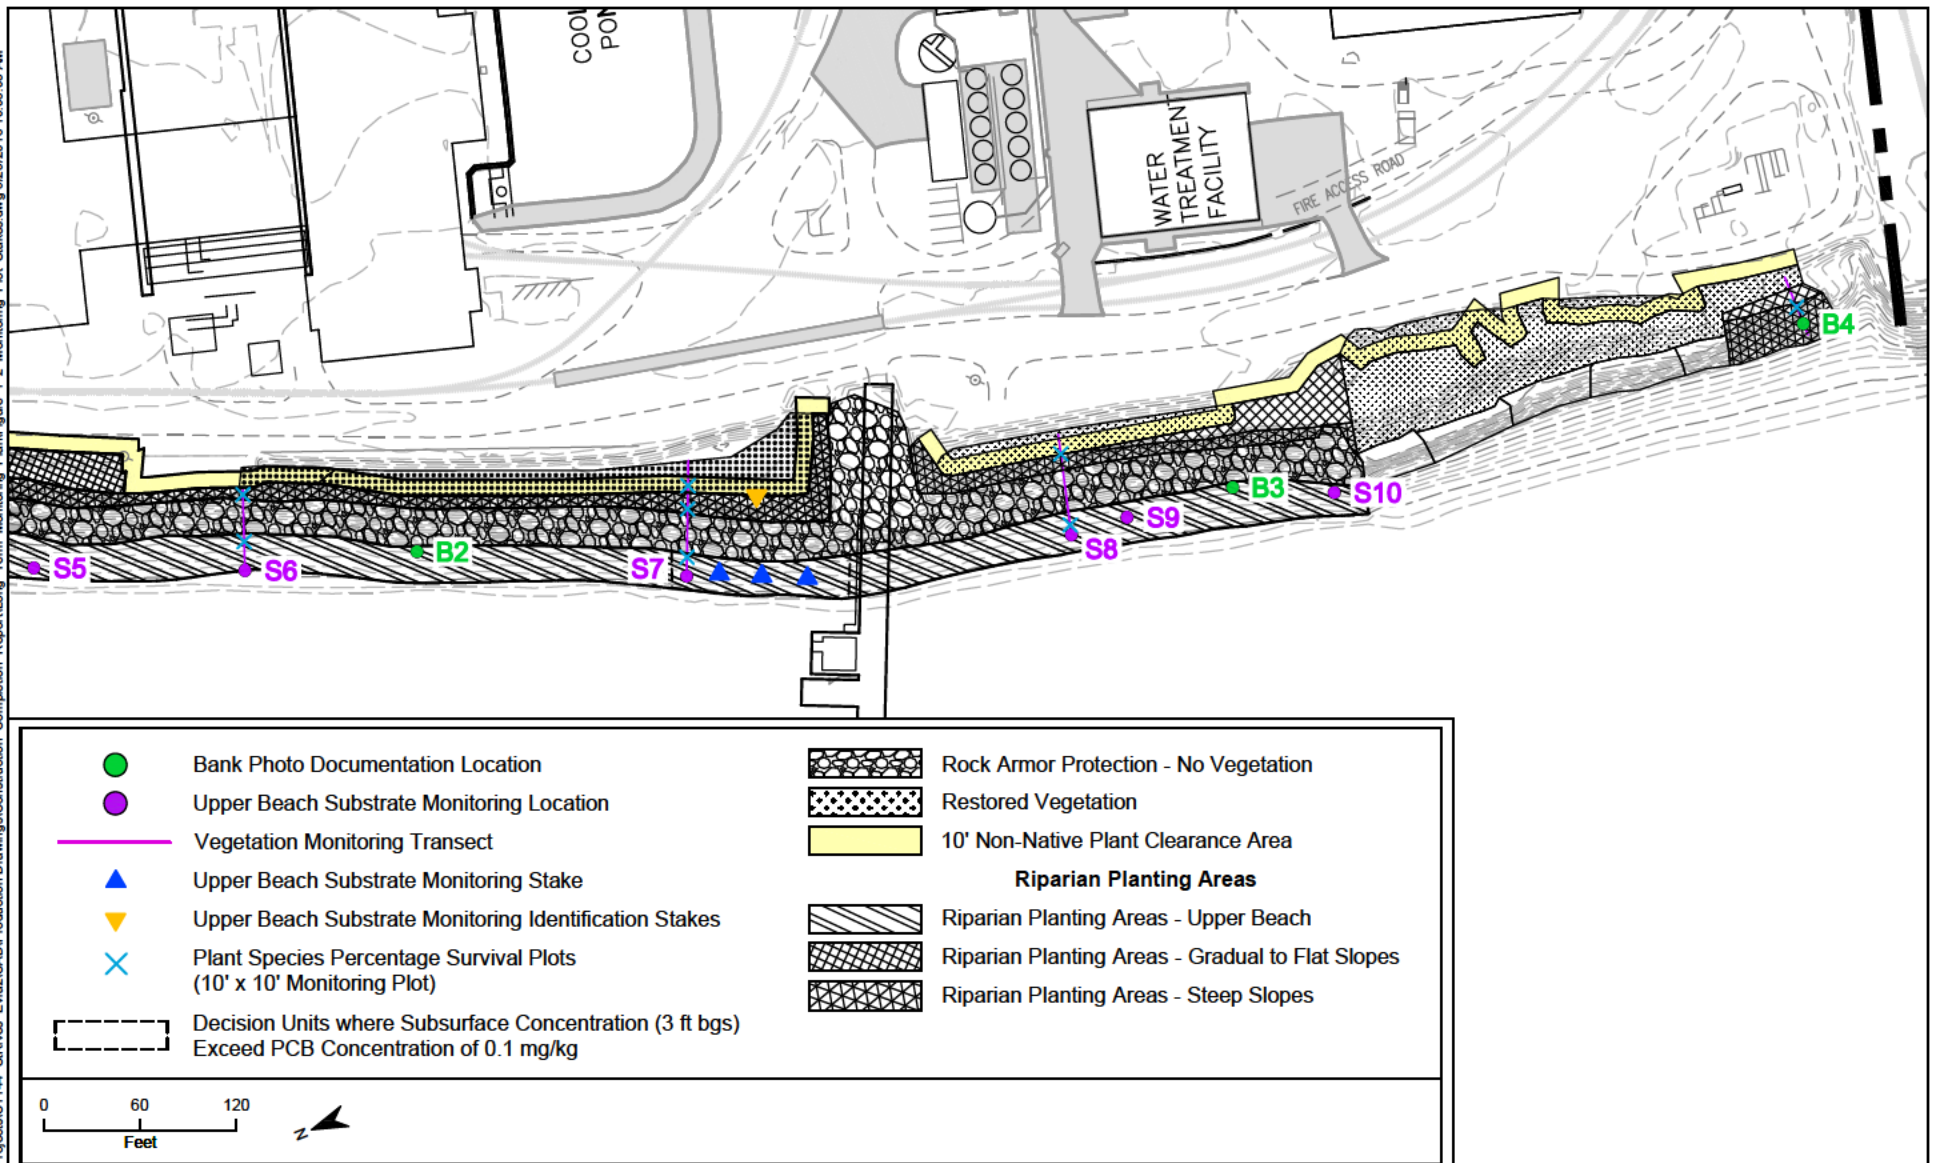 COOL
PON
WATER
TREATMENT
FACILITY
FIRE ACCESS ROAD
B4
B3
S10
S9
S8
B2
S7
S6
S5
Bank Photo Documentation Location
Upper Beach Substrate Monitoring Location
Vegetation Monitoring Transect
Upper Beach Substrate Monitoring Stake
Upper Beach Substrate Monitoring Identification Stakes
Plant Species Percentage Survival Plots
(10' x 10' Monitoring Plot)
Decision Units where Subsurface Concentration (3 ft bgs)
Exceed PCB Concentration of 0.1 mg/kg
Rock Armor Protection - No Vegetation
Restored Vegetation
10' Non-Native Plant Clearance Area
Riparian Planting Areas
Riparian Planting Areas - Upper Beach
Riparian Planting Areas - Gradual to Flat Slopes
Riparian Planting Areas - Steep Slopes
0 60 120
Feet
N